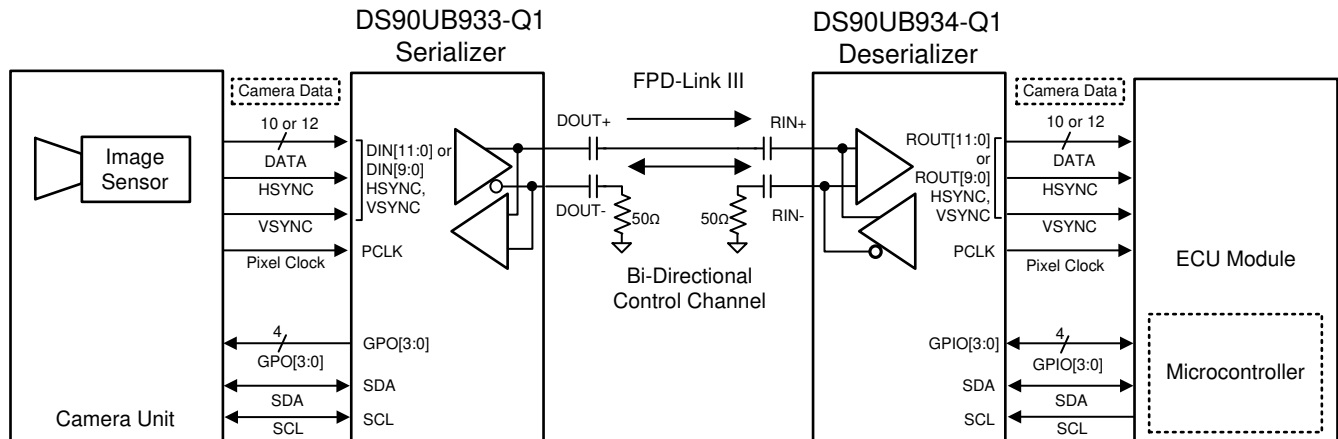 DS90UB933-Q1
Serializer
DS90UB934-Q1
Deserializer
Camera Data
FPD-Link III
Camera Data
Image
Sensor
10 or 12
DATA
HSYNC
VSYNC
Pixel Clock
DIN[11:0] or
DIN[9:0]
HSYNC,
VSYNC
PCLK
DOUT+
DOUT-
50Ω
50Ω
RIN+
RIN-
Bi-Directional
Control Channel
ROUT[11:0]
or
ROUT[9:0]
HSYNC,
VSYNC
PCLK
10 or 12
DATA
HSYNC
VSYNC
Pixel Clock
ECU Module
4
GPO[3:0]
GPO[3:0]
SDA
SDA
SCL
SCL
Camera Unit
GPIO[3:0]
4
GPIO[3:0]
SDA
SDA
SCL
SCL
Microcontroller